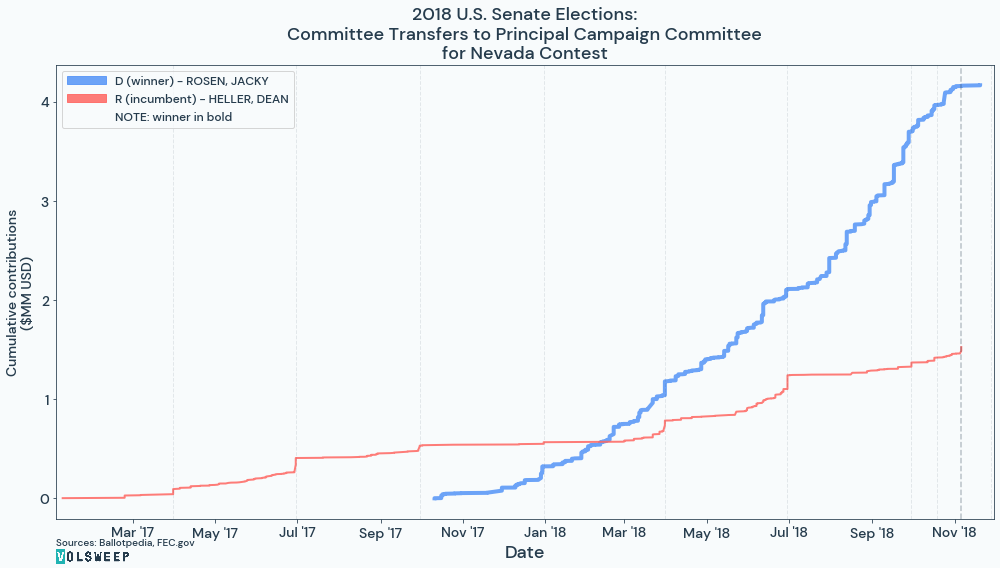 2018 U.S. Senate Elections:
Committee Transfers to Principal Campaign Committee
for Nevada Contest
D (winner) - ROSEN, JACKY
R (incumbent) - HELLER, DEAN
NOTE: winner in bold
Cumulative contributions
($MM USD)
4
3
2
1
0
Mar '17
May '17
Jul '17
Sep '17
Nov '17
Jan '18
Mar '18
May '18
Jul '18
Sep '18
Nov '18
Date
Sources: Ballotpedia, FEC.gov
VOLSWEEP